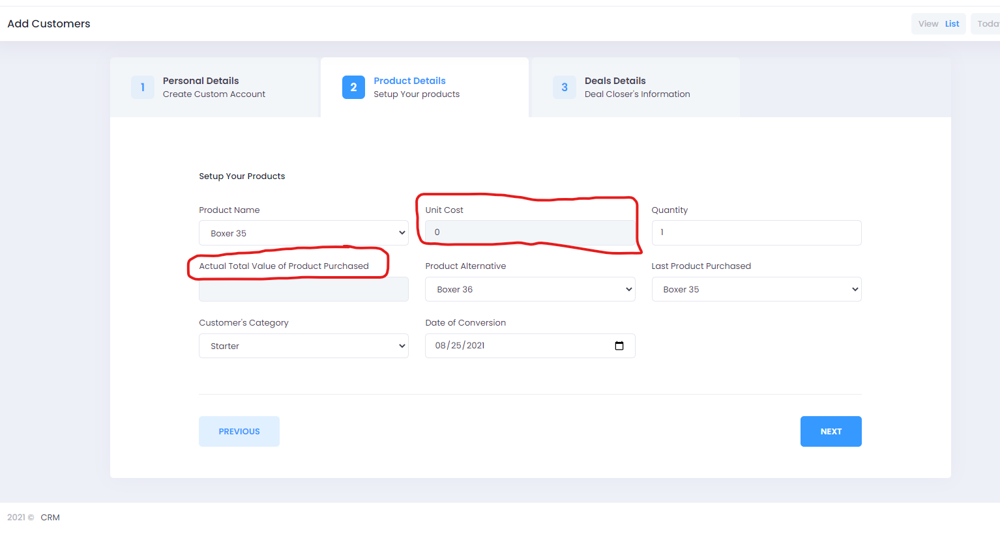 Add Customers
View List Toda
1 Personal Details
Create Custom Account
2 Product Details
Setup Your products
3 Deals Details
Deal Closer's Information
Setup Your Products
Product Name Unit Cost Quantity
Boxer 35 0 1
Actual Total Value of Product Purchased Product Alternative Last Product Purchased
Boxer 36 Boxer 35
Customer's Category Date of Conversion
Starter 08/25/2021
PREVIOUS NEXT
2021 © CRM